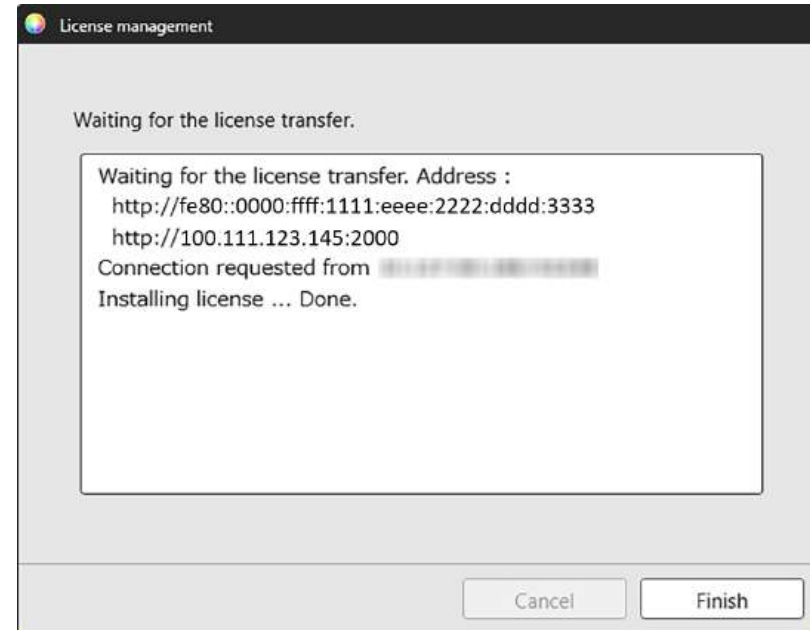 License management
Waiting for the license transfer.
Waiting for the license transfer. Address :
http://fe80::0000:ffff:1111:eeee:2222:dddd:3333
http://100.111.123.145:2000
Connection requested from
Installing license ... Done.
Cancel
Finish